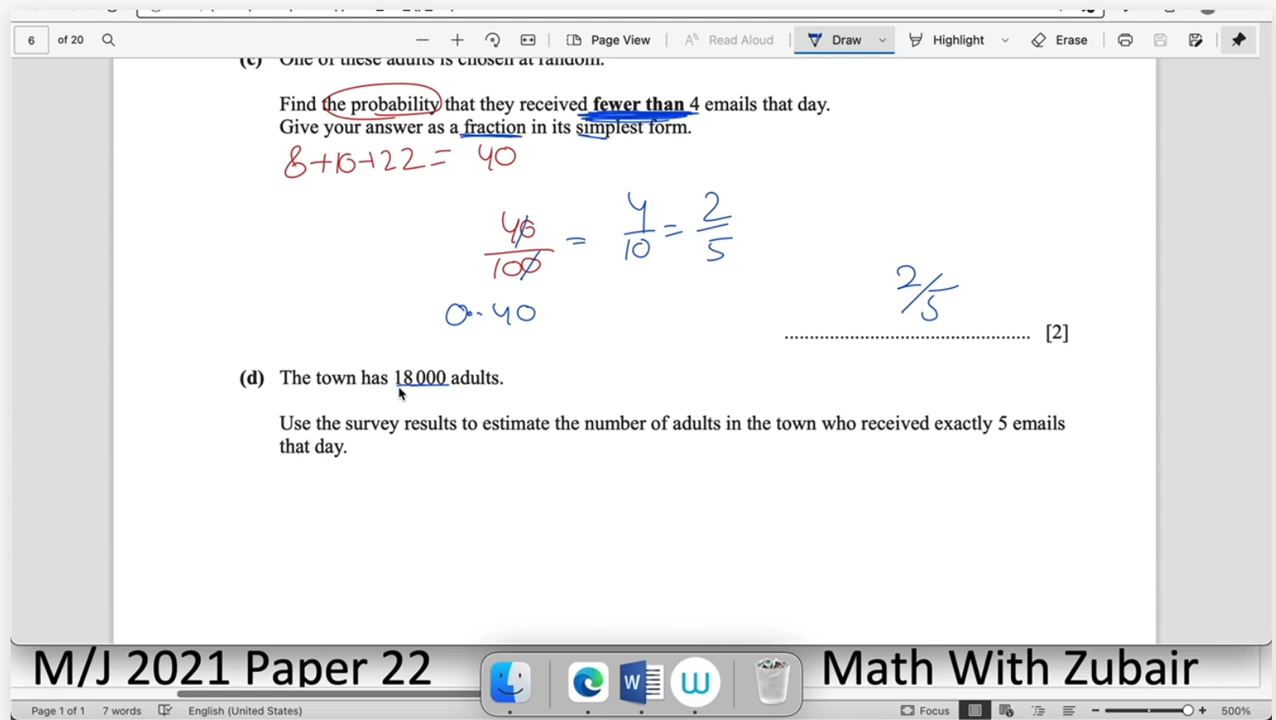 6 of 20
Page View
Read Aloud
Draw
Highlight
Erase
(c) One of these adults is chosen at random.
Find the probability that they received fewer than 4 emails that day.
Give your answer as a fraction in its simplest form.
8+10+22= 40
40/100 = 4/10 = 2/5
0.40
2/5
[2]
(d) The town has 18 000 adults.
Use the survey results to estimate the number of adults in the town who received exactly 5 emails
that day.
M/J 2021 Paper 22
Math With Zubair
W
Page 1 of 1
7 words
English (United States)
Focus
500%